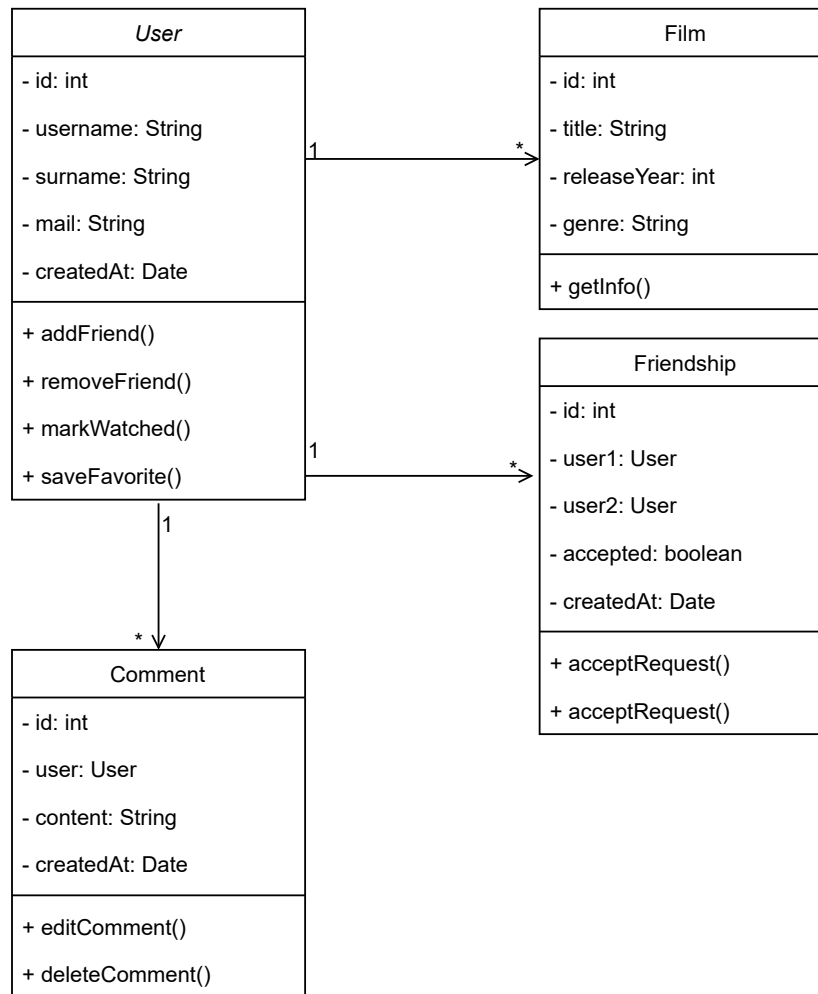 User
- id: int
- username: String
- surname: String
- mail: String
- createdAt: Date
+ addFriend()
+ removeFriend()
+ markWatched()
+ saveFavorite()
1
*
Film
- id: int
- title: String
- releaseYear: int
- genre: String
+ getInfo()
1
*
Friendship
- id: int
- user1: User
- user2: User
- accepted: boolean
- createdAt: Date
+ acceptRequest()
+ acceptRequest()
1
*
Comment
- id: int
- user: User
- content: String
- createdAt: Date
+ editComment()
+ deleteComment()